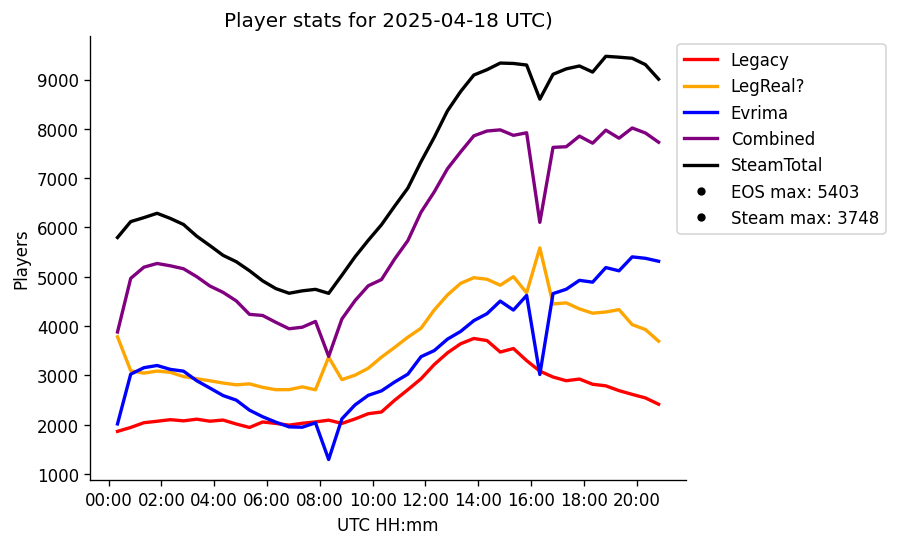 Player stats for 2025-04-18 UTC)
Legacy
LegReal?
Evrima
Combined
SteamTotal
EOS max: 5403
Steam max: 3748
Players
9000
8000
7000
6000
5000
4000
3000
2000
1000
00:00 02:00 04:00 06:00 08:00 10:00 12:00 14:00 16:00 18:00 20:00
UTC HH:mm